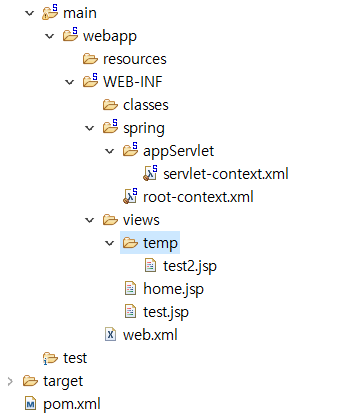 main
webapp
resources
WEB-INF
classes
spring
appServlet
servlet-context.xml
root-context.xml
views
temp
test2.jsp
home.jsp
test.jsp
web.xml
test
target
pom.xml